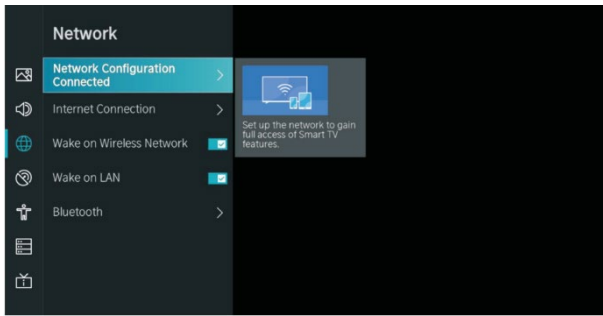 Network
Network Configuration
Connected
Internet Connection
Wake on Wireless Network
Wake on LAN
Bluetooth
Set up the network to gain
full access of Smart TV
features.